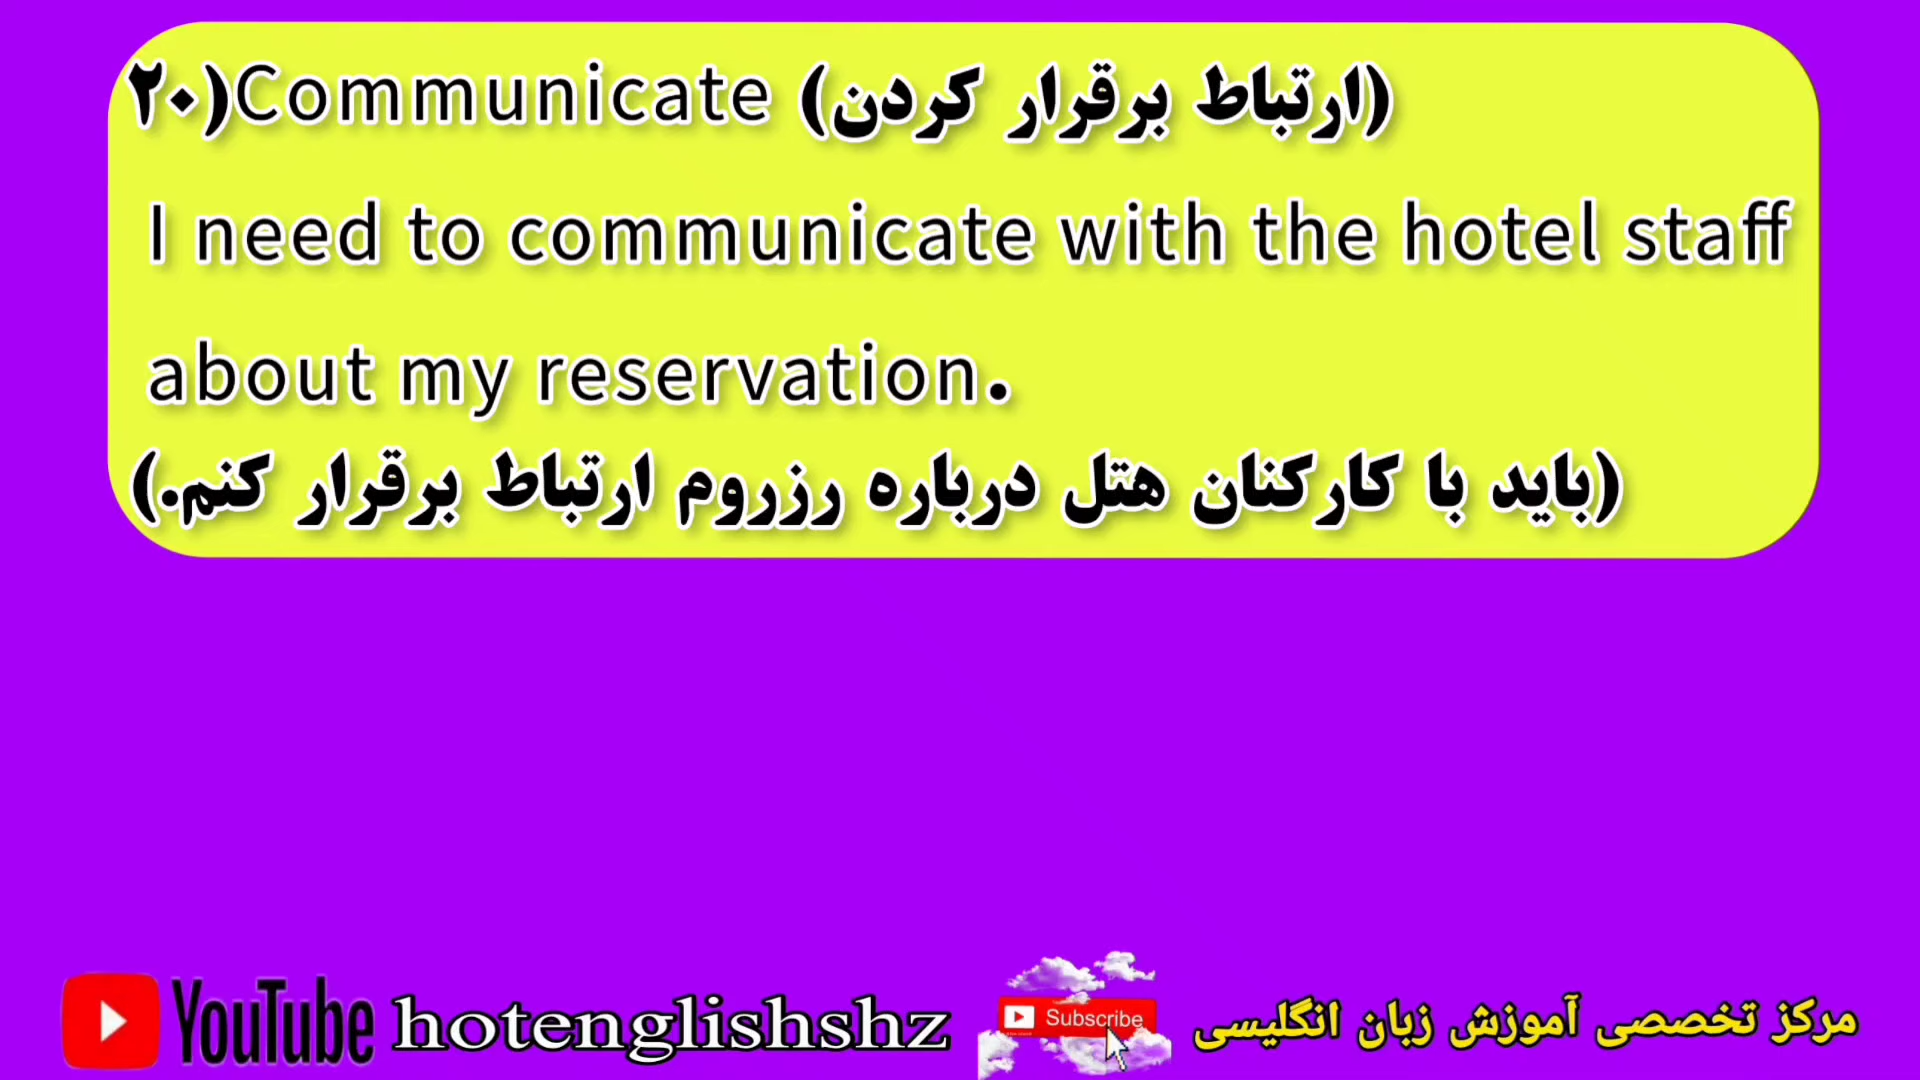 ۲۰)Communicate (ارتباط برقرار کردن)
I need to communicate with the hotel staff
about my reservation.
(باید با کارکنان هتل درباره رزروم ارتباط برقرار کنم.)
YouTube hotenglishshz
Subscribe
مرکز تخصصی آموزش زبان انگلیسی